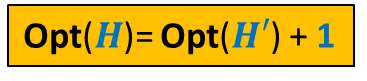 Opt(H)= Opt(H′) + 1